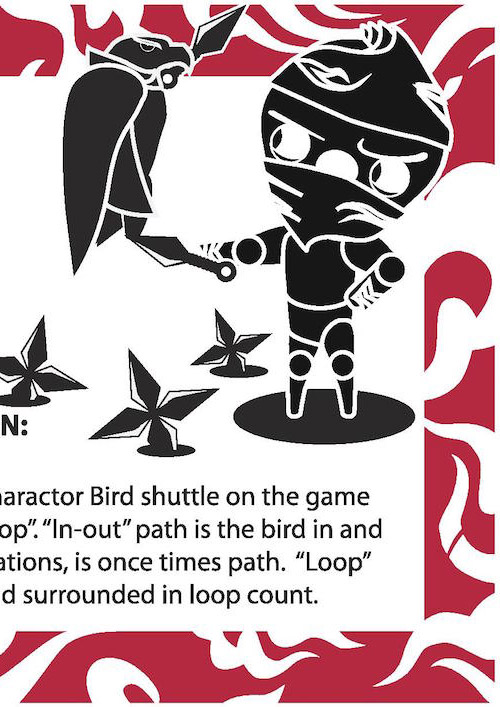 N:
haractor Bird shuttle on the game
op”. “In-out” path is the bird in and
ations, is once times path. “Loop”
d surrounded in loop count.